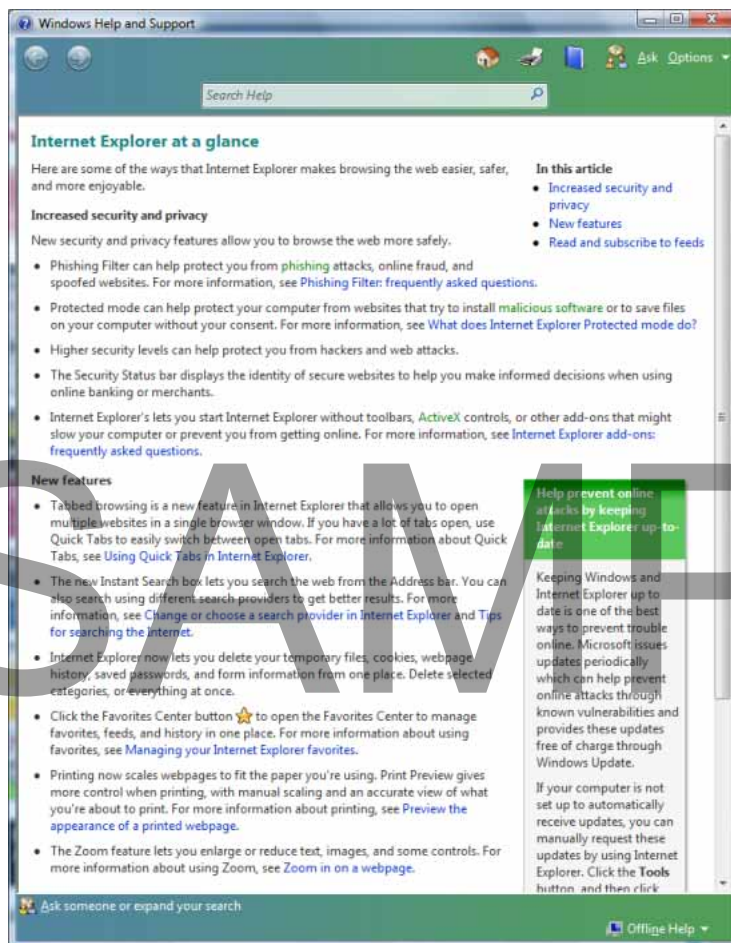 Windows Help and Support
Ask Options
Search Help
Internet Explorer at a glance
Here are some of the ways that Internet Explorer makes browsing the web easier, safer,
and more enjoyable.
In this article
• Increased security and
privacy
• New features
• Read and subscribe to feeds
Increased security and privacy
New security and privacy features allow you to browse the web more safely.
• Phishing Filter can help protect you from phishing attacks, online fraud, and
spoofed websites. For more information, see Phishing Filter: frequently asked questions.
• Protected mode can help protect your computer from websites that try to install malicious software or to save files
on your computer without your consent. For more information, see What does Internet Explorer Protected mode do?
• Higher security levels can help protect you from hackers and web attacks.
• The Security Status bar displays the identity of secure websites to help you make informed decisions when using
online banking or merchants.
• Internet Explorer's lets you start Internet Explorer without toolbars, ActiveX controls, or other add-ons that might
slow your computer or prevent you from getting online. For more information, see Internet Explorer add-ons:
frequently asked questions.
New features
• Tabbed browsing is a new feature in Internet Explorer that allows you to open
multiple websites in a single browser window. If you have a lot of tabs open, use
Quick Tabs to easily switch between open tabs. For more information about Quick
Tabs, see Using Quick Tabs in Internet Explorer.
• The new Instant Search box lets you search the web from the Address bar. You can
also search using different search providers to get better results. For more
information, see Change or choose a search provider in Internet Explorer and Tips
for searching the Internet.
• Internet Explorer now lets you delete your temporary files, cookies, webpage
history, saved passwords, and form information from one place. Delete selected
categories, or everything at once.
• Click the Favorites Center button to open the Favorites Center to manage
favorites, feeds, and history in one place. For more information about using
favorites, see Managing your Internet Explorer favorites.
• Printing now scales webpages to fit the paper you're using. Print Preview gives
more control when printing, with manual scaling and an accurate view of what
you're about to print. For more information about printing, see Preview the
appearance of a printed webpage.
• The Zoom feature lets you enlarge or reduce text, images, and some controls. For
more information about using Zoom, see Zoom in on a webpage.
Help prevent online
attacks by keeping
Internet Explorer up-to-
date
Keeping Windows and
Internet Explorer up to
date is one of the best
ways to prevent trouble
online. Microsoft issues
updates periodically
which can help prevent
online attacks through
known vulnerabilities and
provides these updates
free of charge through
Windows Update.
If your computer is not
set up to automatically
receive updates, you can
manually request these
updates by using Internet
Explorer. Click the Tools
button, and then click
Ask someone or expand your search
Offline Help
SAMP